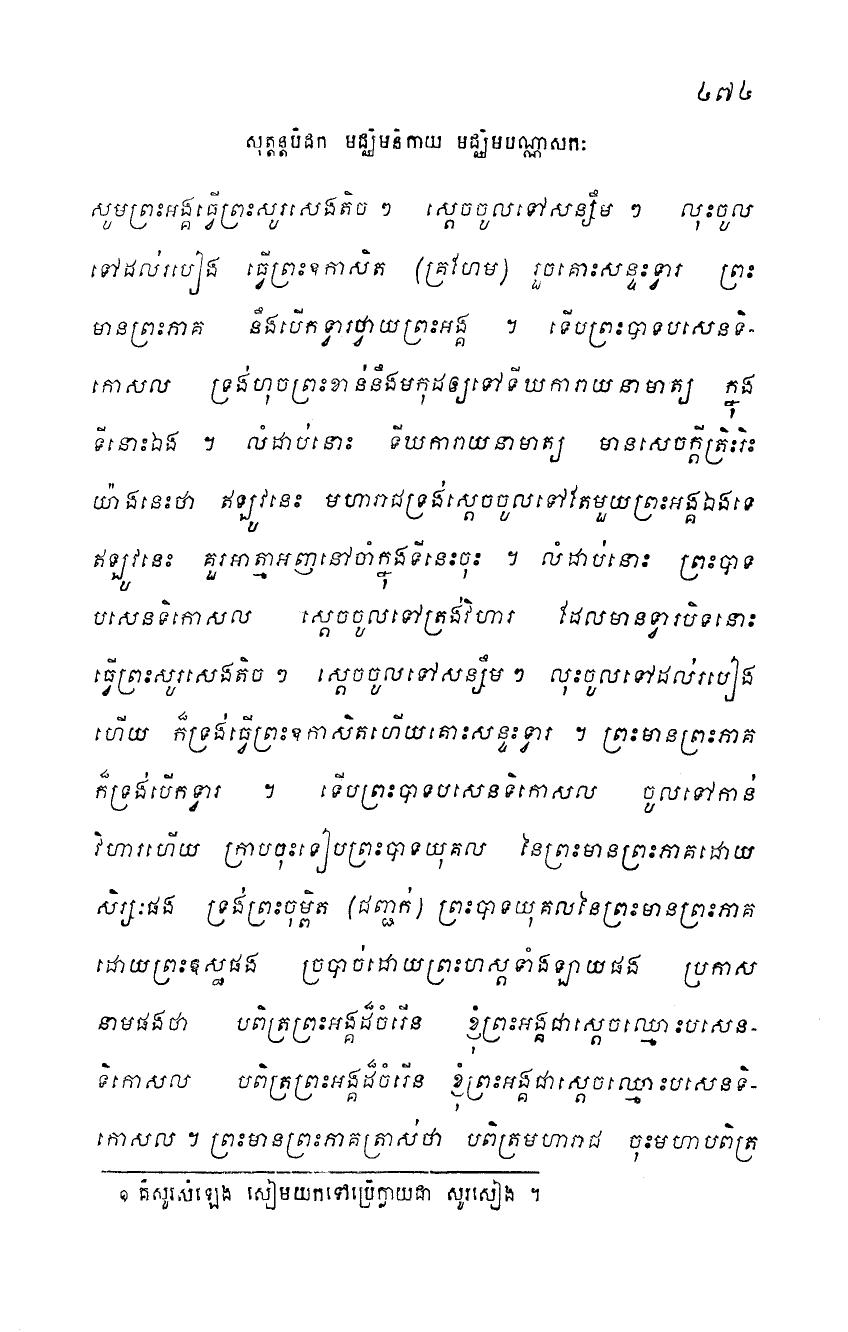 ៤៧៤
សុត្តន្តបិដក មជ្ឈិមនិកាយ មជ្ឈិមបណ្ណាសកៈ
សូមព្រះអង្គធ្វើព្រះសូរសេងតិច ១ ស្តេចចូលទៅសន្សឹម ៗ លុះចូល
ទៅដល់របៀង ធ្វើព្រះឧកាសិត (គ្រហែម) រួចគោះសន្ទះទ្វារ ព្រះ
មានព្រះភាគ នឹងបើកទ្វារថ្វាយព្រះអង្គ ។ ទើបព្រះបាទបសេនទិ-
កោសល ទ្រង់ហុចព្រះខាន់នឹងមកុដឲ្យទៅទីឃការាយនាមាត្យ ក្នុង
ទីនោះឯង ។ លំដាប់នោះ ទីឃការាយនាមាត្យ មានសេចក្តីត្រិះរិះ
យ៉ាងនេះថា ឥឡូវនេះ មហារាជទ្រង់ស្តេចចូលទៅតែមួយព្រះអង្គឯងទេ
ឥឡូវនេះ គួរអាត្មាអញនៅចាំក្នុងទីនេះចុះ ។ លំដាប់នោះ ព្រះបាទ
បសេនទិកោសល ស្តេចចូលទៅត្រង់វិហារ ដែលមានទ្វារបិទនោះ
ធ្វើព្រះសូរសេងតិច ១ ស្តេចចូលទៅសន្សឹម ៗ លុះចូលទៅដល់របៀង
ហើយ ក៏ទ្រង់ធ្វើព្រះឧកាសិតហើយគោះសន្ទះទ្វារ ។ ព្រះមានព្រះភាគ
ក៏ទ្រង់បើកទ្វារ ។ ទើបព្រះបាទបសេនទិកោសល ចូលទៅកាន់
វិហារហើយ ក្រាបចុះទៀបព្រះបាទយុគល នៃព្រះមានព្រះភាគដោយ
សិរ្សៈផង ទ្រង់ព្រះចុម្ពិត (ជញ្ជក់) ព្រះបាទយុគលនៃព្រះមានព្រះភាគ
ដោយព្រះឧស្ឋផង ច្របាច់ដោយព្រះហស្តទាំងឡាយផង ប្រកាស
នាមផងថា បពិត្រព្រះអង្គដ៏ចំរើន ខ្ញុំព្រះអង្គជាស្តេចឈ្មោះបសេន-
ទិកោសល បពិត្រព្រះអង្គដ៏ចំរើន ខ្ញុំព្រះអង្គជាស្តេចឈ្មោះបសេនទិ-
កោសល ។ ព្រះមានព្រះភាគត្រាស់ថា បពិត្រមហារាជ ចុះមហាបពិត្រ
១ គឺសូរសំឡេង សៀមយកទៅប្រើក្លាយជា សូរសៀង ។